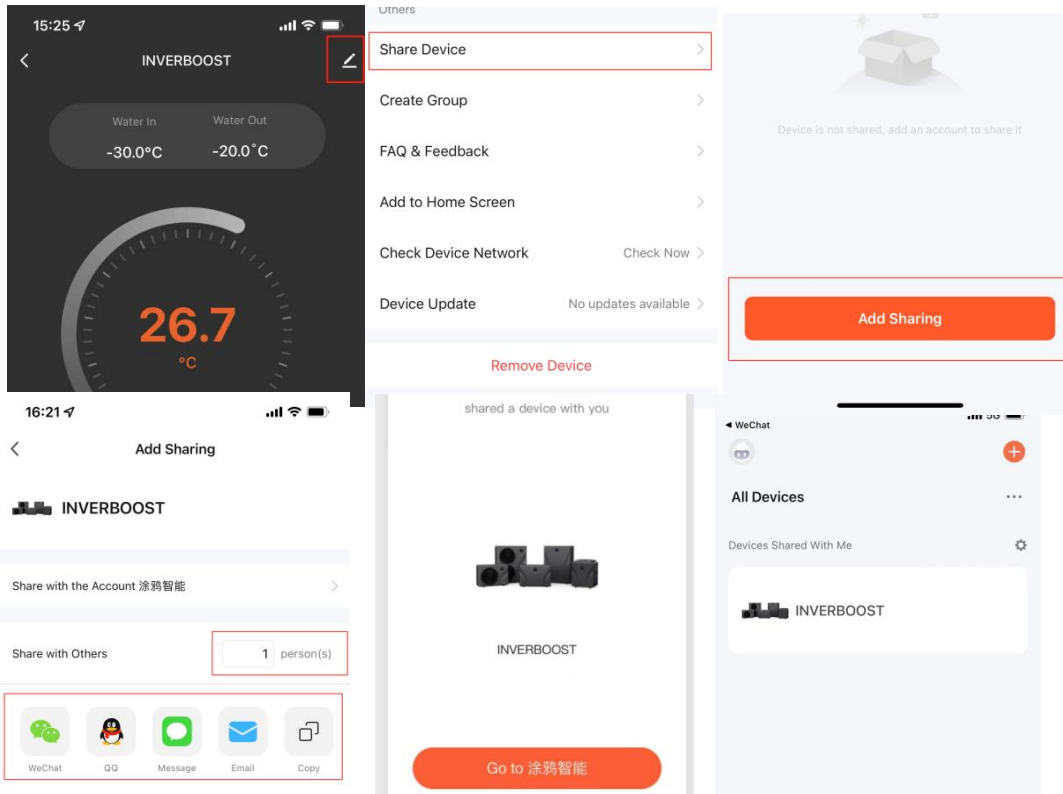 15:25
INVERBOOST
Water In
Water Out
-30.0°C
-20.0°C
26.7
°C
Others
Share Device
Create Group
FAQ & Feedback
Add to Home Screen
Check Device Network
Check Now
Device Update
No updates available
Remove Device
Device is not shared, add an account to share it
Add Sharing
16:21
Add Sharing
INVERBOOST
Share with the Account 涂鸦智能
Share with Others
1 person(s)
WeChat
QQ
Message
Email
Copy
shared a device with you
INVERBOOST
Go to 涂鸦智能
WeChat
5G
All Devices
Devices Shared With Me
INVERBOOST